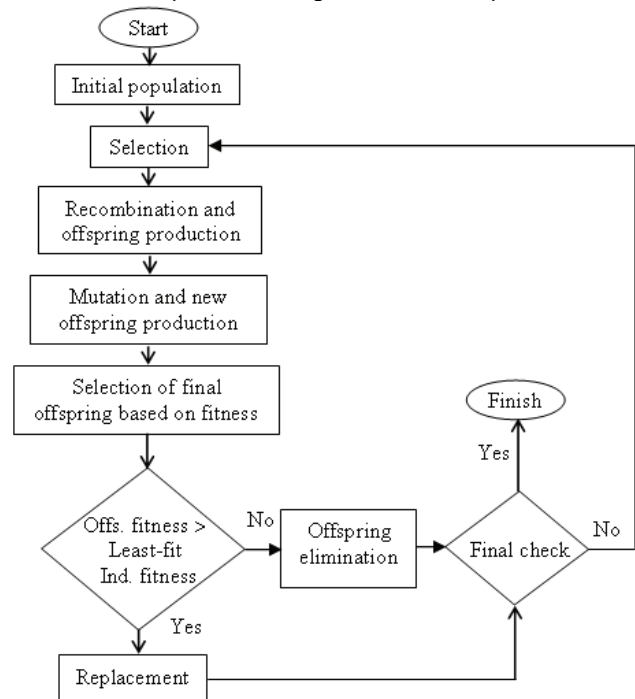 Start
Initial population
Selection
Recombination and
offspring production
Mutation and new
offspring production
Selection of final
offspring based on fitness
Finish
Yes
Offs. fitness >
Least-fit
Ind. fitness
No
Offspring
elimination
Final check
No
Yes
Replacement